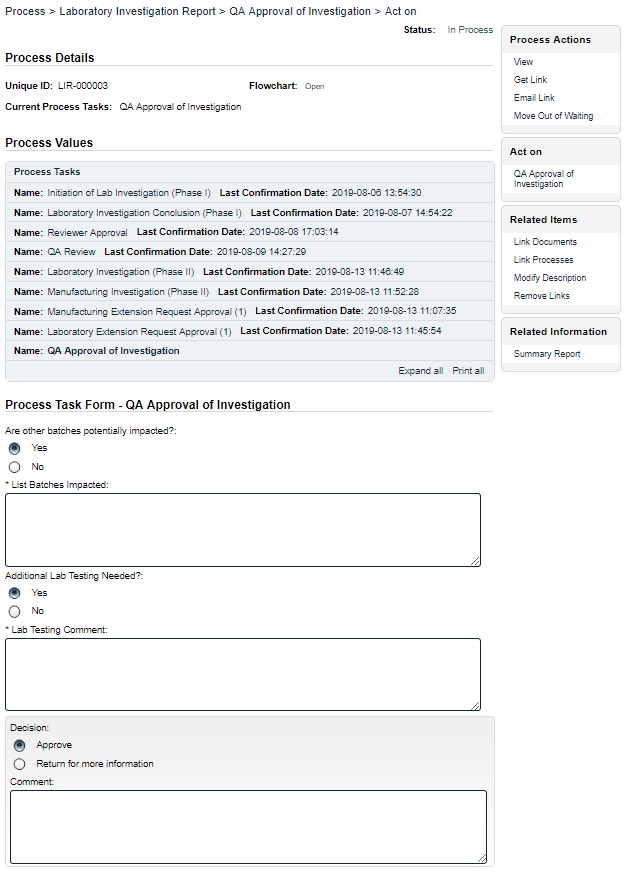 Process > Laboratory Investigation Report > QA Approval of Investigation > Act on
Status: In Process
Process Details
Unique ID: LIR-000003 Flowchart: Open
Current Process Tasks: QA Approval of Investigation
Process Values
Process Tasks
Name: Initiation of Lab Investigation (Phase I) Last Confirmation Date: 2019-08-06 13:54:30
Name: Laboratory Investigation Conclusion (Phase I) Last Confirmation Date: 2019-08-07 14:54:22
Name: Reviewer Approval Last Confirmation Date: 2019-08-08 17:03:14
Name: QA Review Last Confirmation Date: 2019-08-09 14:27:29
Name: Laboratory Investigation (Phase II) Last Confirmation Date: 2019-08-13 11:46:49
Name: Manufacturing Investigation (Phase II) Last Confirmation Date: 2019-08-13 11:52:28
Name: Manufacturing Extension Request Approval (1) Last Confirmation Date: 2019-08-13 11:07:35
Name: Laboratory Extension Request Approval (1) Last Confirmation Date: 2019-08-13 11:45:54
Name: QA Approval of Investigation
Expand all Print all
Process Task Form - QA Approval of Investigation
Are other batches potentially impacted?:
Yes
No
* List Batches Impacted:
Additional Lab Testing Needed?:
Yes
No
* Lab Testing Comment:
Decision:
Approve
Return for more information
Comment:
Process Actions
View
Get Link
Email Link
Move Out of Waiting
Act on
QA Approval of
Investigation
Related Items
Link Documents
Link Processes
Modify Description
Remove Links
Related Information
Summary Report